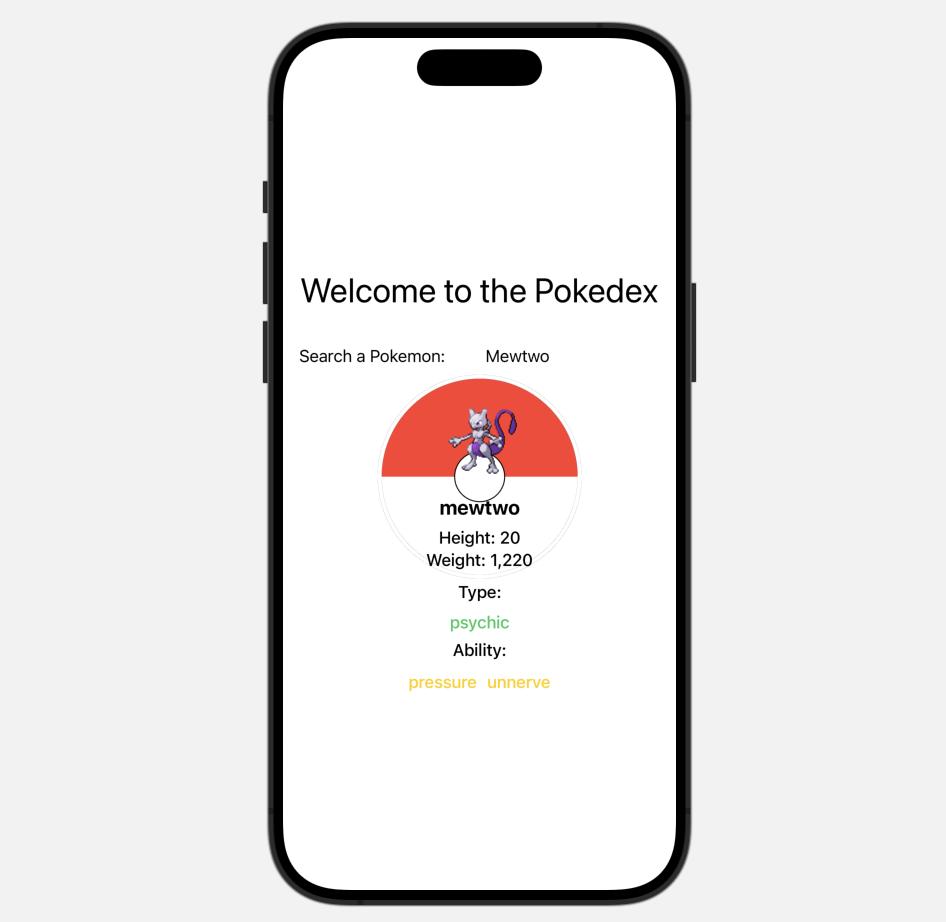 Welcome to the Pokedex
Search a Pokemon: Mewtwo
mewtwo
Height: 20
Weight: 1,220
Type:
psychic
Ability:
pressure unnerve